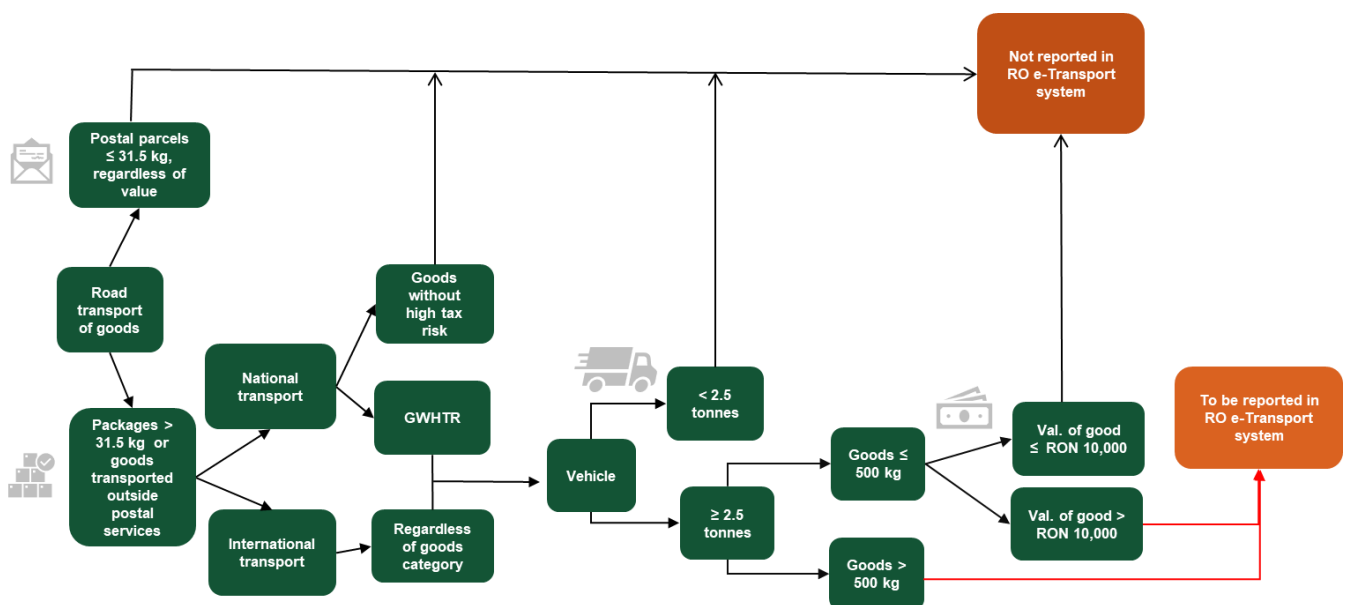 Not reported in
RO e-Transport
system
Postal parcels
≤ 31.5 kg,
regardless of
value
Road
transport
of goods
Goods
without
high tax
risk
National
transport
GWHTR
< 2.5
tonnes
Vehicle
Packages >
31.5 kg or
goods
transported
outside
postal
services
International
transport
Regardless
of goods
category
≥ 2.5
tonnes
Goods ≤
500 kg
Goods >
500 kg
Val. of good
≤ RON 10,000
Val. of good >
RON 10,000
To be reported in
RO e-Transport
system